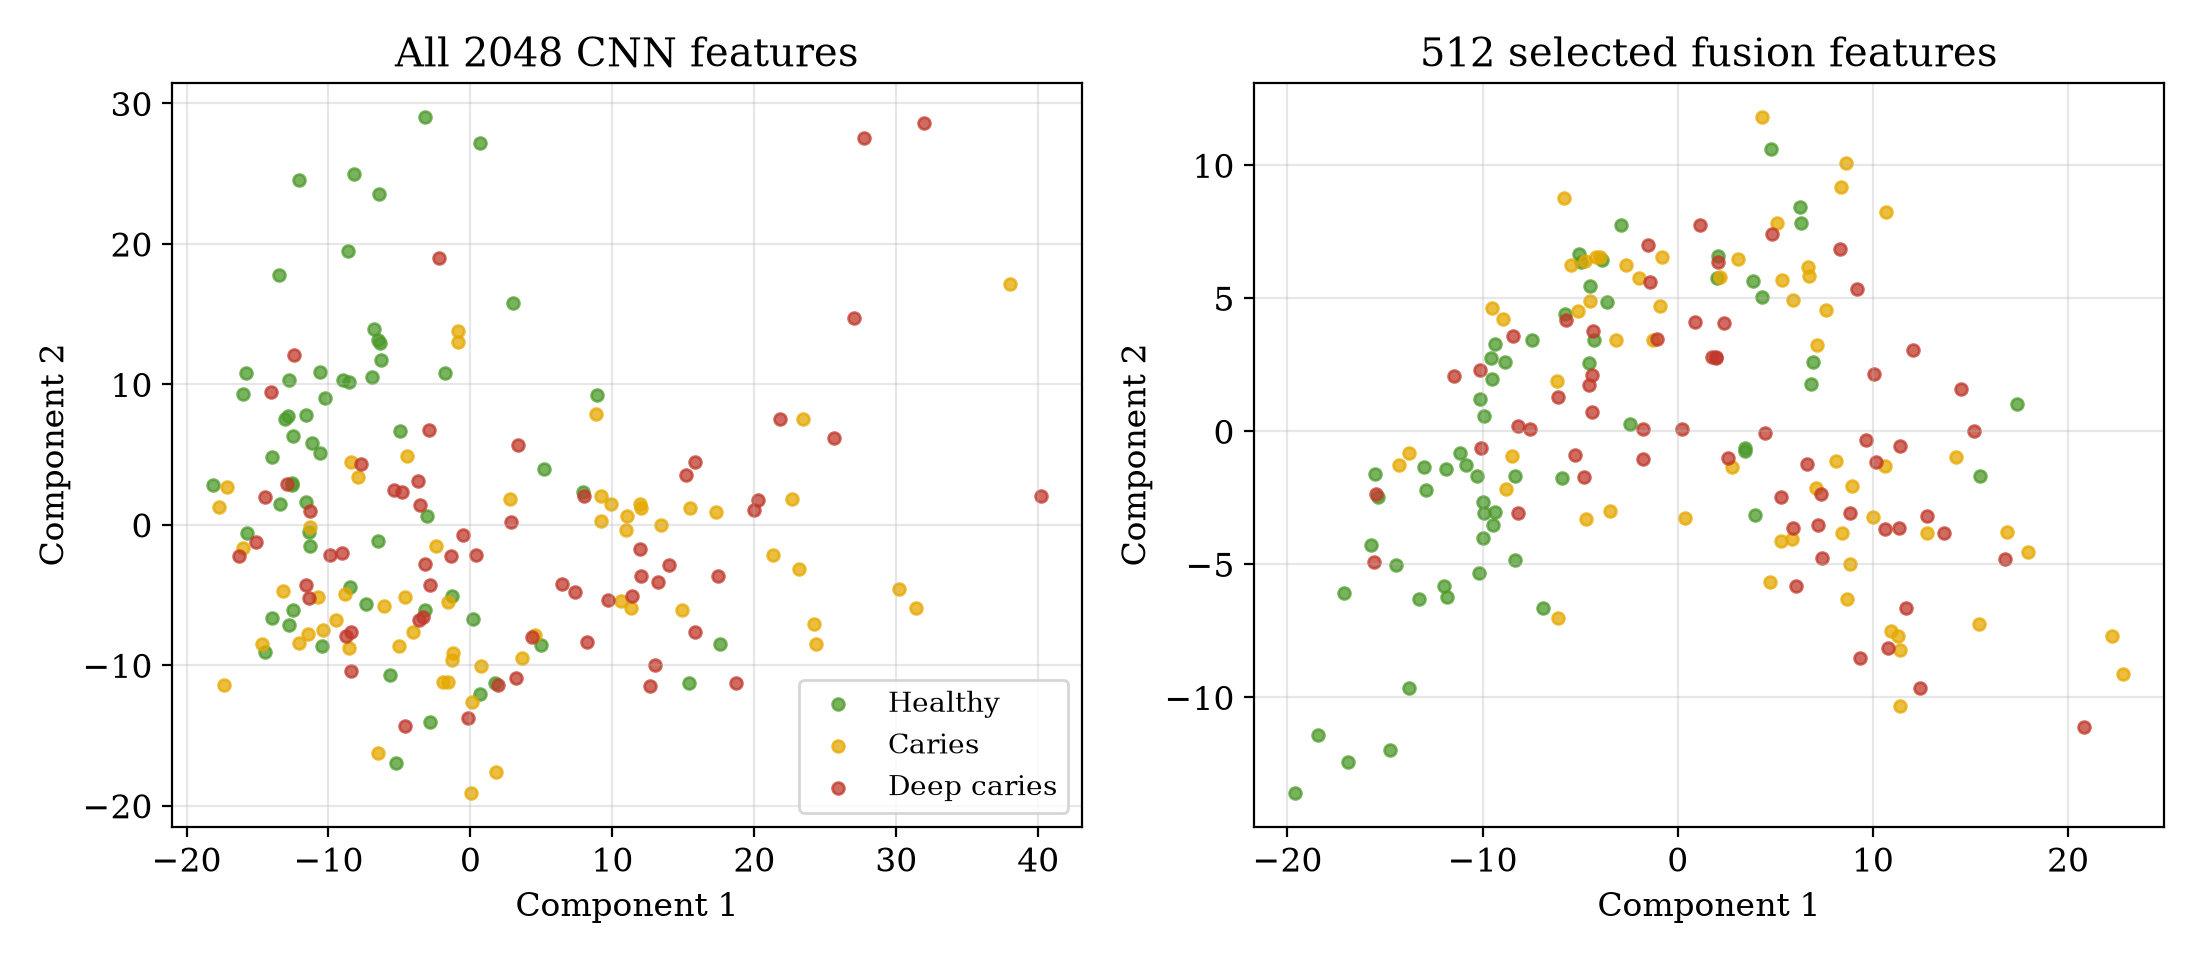 All 2048 CNN features
30
20
10
0
−10
−20
−20
−10
0
10
20
30
40
Component 1
Component 2
Healthy
Caries
Deep caries
512 selected fusion features
10
5
0
−5
−10
−20
−10
0
10
20
Component 1
Component 2